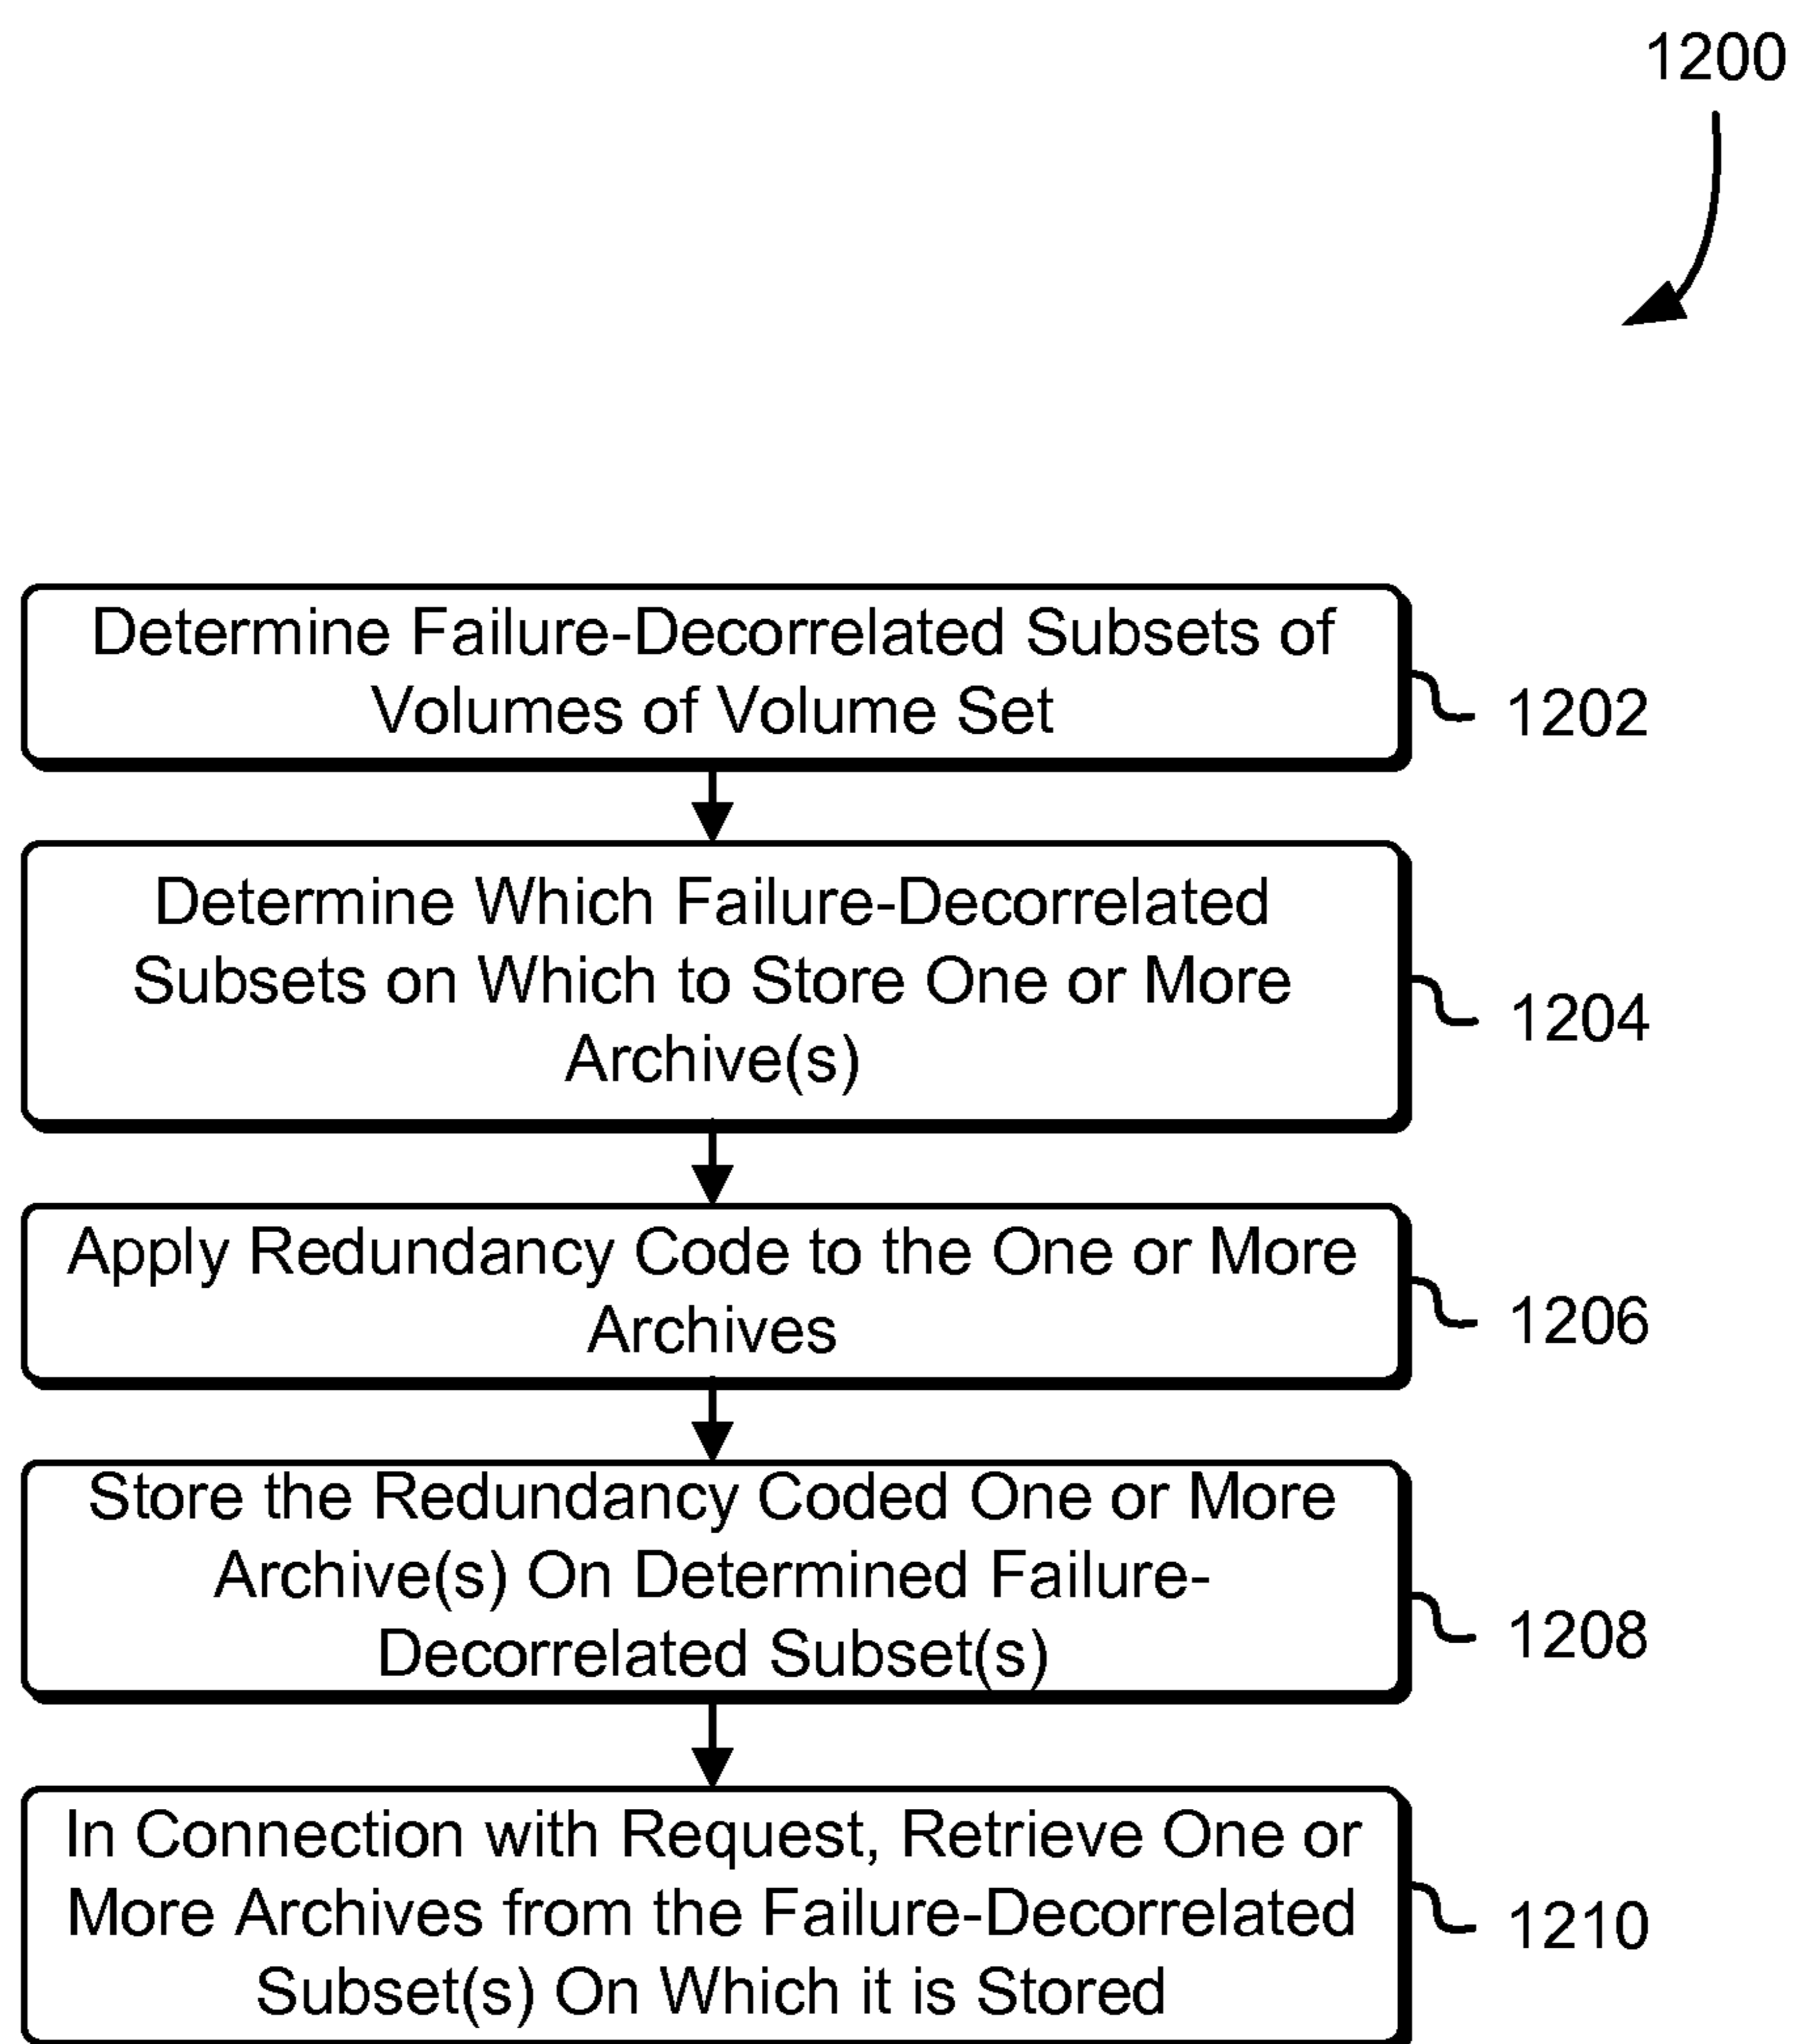 1200
Determine Failure-Decorrelated Subsets of
Volumes of Volume Set
1202
Determine Which Failure-Decorrelated
Subsets on Which to Store One or More
Archive(s)
1204
Apply Redundancy Code to the One or More
Archives
1206
Store the Redundancy Coded One or More
Archive(s) On Determined Failure-
Decorrelated Subset(s)
1208
In Connection with Request, Retrieve One or
More Archives from the Failure-Decorrelated
Subset(s) On Which it is Stored
1210